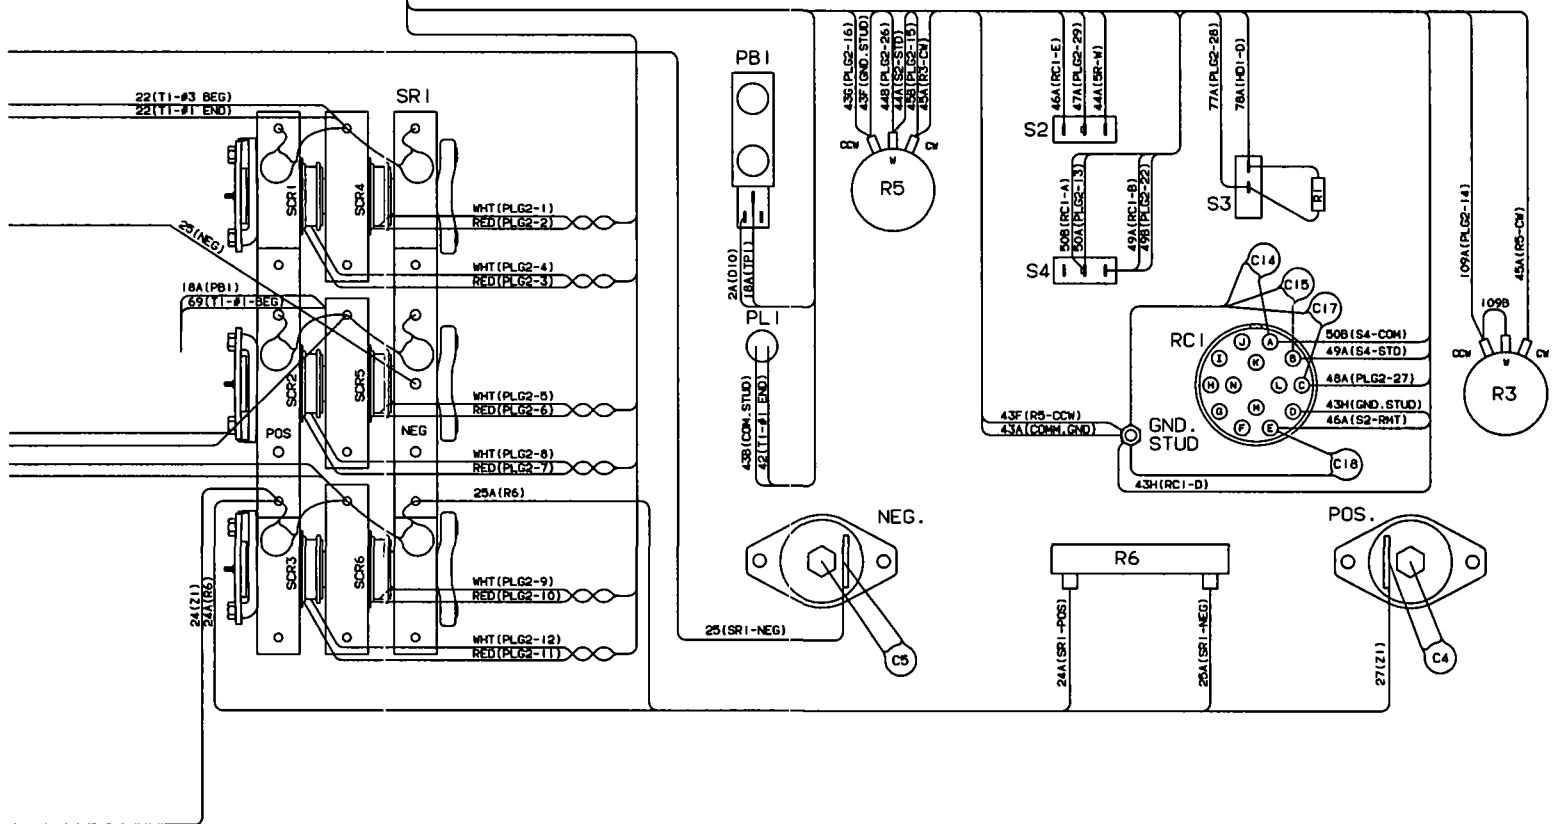 22(T1-#3 BEG)
22(T1-#1 END)
SR1
SCR1
SCR4
WHT(PLG2-1)
RED(PLG2-2)
25(NEG)
WHT(PLG2-4)
RED(PLG2-3)
18A(PB1)
69(T1-#1-BEG)
SCR2
SCR5
WHT(PLG2-5)
RED(PLG2-6)
POS
NEG
WHT(PLG2-8)
RED(PLG2-7)
25A(R6)
SCR3
SCR6
WHT(PLG2-9)
RED(PLG2-10)
24(Z1)
24A(R6)
WHT(PLG2-12)
RED(PLG2-11)
25(SR1-NEG)
PB1
2A(D10)
18A(TP1)
PL1
43B(COM.STUD)
42(T1-#1 END)
43G(PLG2-16)
43F(GND.STUD)
44B(PLG2-26)
44A(S2-STD)
45B(PLG2-15)
45A(R3-CW)
CCW
W
CW
R5
46A(RC1-E)
47A(PLG2-29)
44A(5R-W)
S2
50B(RC1-A)
50A(PLG2-13)
49A(RC1-B)
49B(PLG2-22)
S4
77A(PLG2-28)
78A(HD1-D)
S3
R1
C14
C15
C17
RC1
J
A
I
K
B
H
N
L
C
G
M
D
F
E
50B(S4-COM)
49A(S4-STD)
48A(PLG2-27)
43H(GND.STUD)
46A(S2-RMT)
C18
43F(R5-CCW)
43A(COMM.GND)
GND.
STUD
43H(RC1-D)
109A(PLG2-14)
45A(R5-CW)
109B
CCW
W
CW
R3
NEG.
C5
R6
24A(SR1-POS)
25A(SR1-NEG)
POS.
C4
27(Z1)